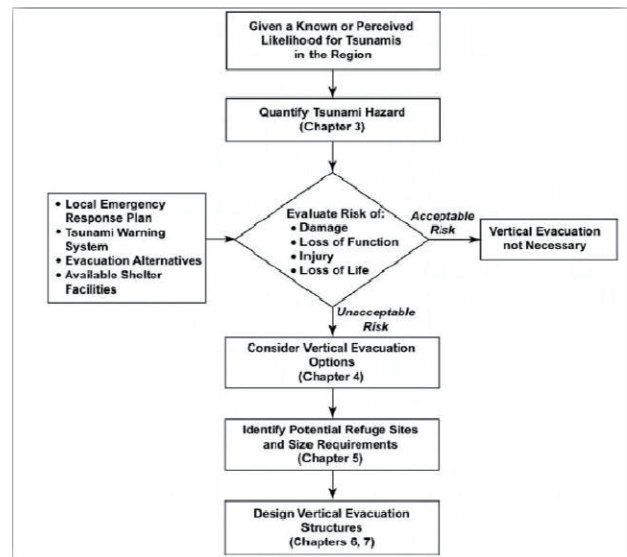 Given a Known or Perceived
Likelihood for Tsunamis
in the Region
Quantify Tsunami Hazard
(Chapter 3)
• Local Emergency
Response Plan
• Tsunami Warning
System
• Evacuation Alternatives
• Available Shelter
Facilities
Evaluate Risk of:
• Damage
• Loss of Function
• Injury
• Loss of Life
Acceptable
Risk
Vertical Evacuation
not Necessary
Unacceptable
Risk
Consider Vertical Evacuation
Options
(Chapter 4)
Identify Potential Refuge Sites
and Size Requirements
(Chapter 5)
Design Vertical Evacuation
Structures
(Chapters 6, 7)